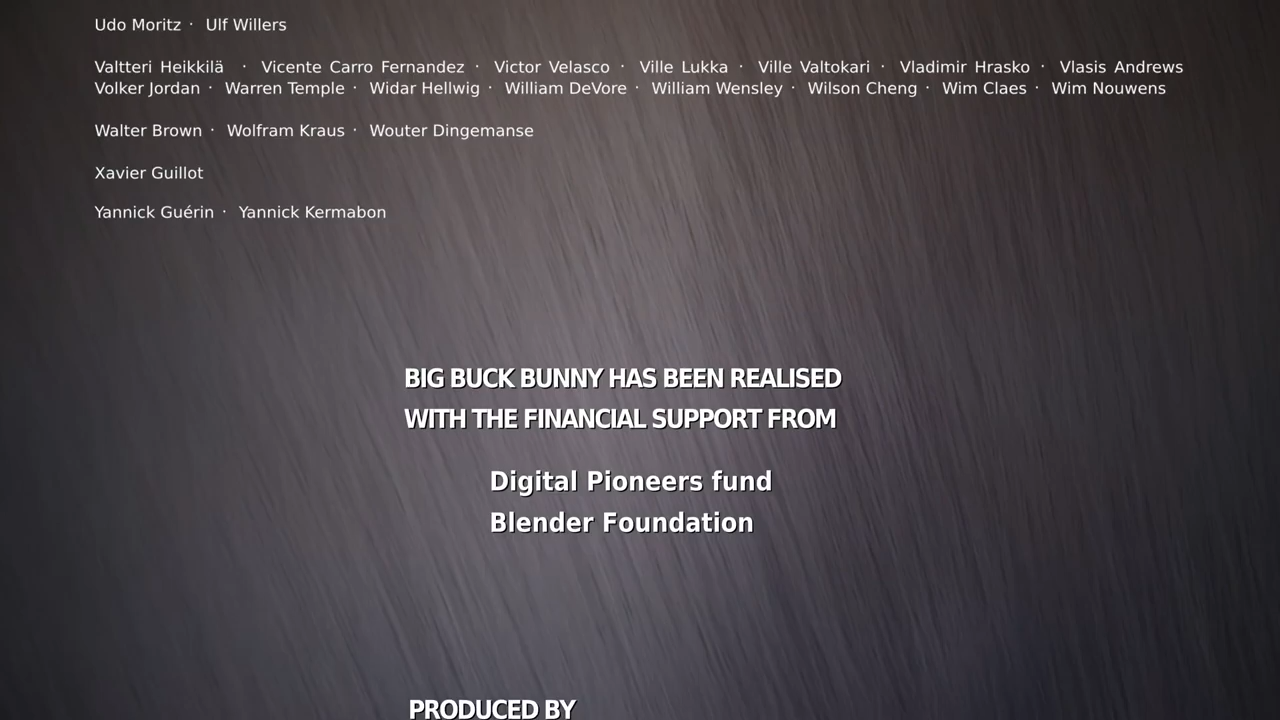 Udo Moritz · Ulf Willers
Valtteri Heikkilä · Vicente Carro Fernandez · Victor Velasco · Ville Lukka · Ville Valtokari · Vladimir Hrasko · Vlasis Andrews
Volker Jordan · Warren Temple · Widar Hellwig · William DeVore · William Wensley · Wilson Cheng · Wim Claes · Wim Nouwens
Walter Brown · Wolfram Kraus · Wouter Dingemanse
Xavier Guillot
Yannick Guérin · Yannick Kermabon
BIG BUCK BUNNY HAS BEEN REALISED
WITH THE FINANCIAL SUPPORT FROM
Digital Pioneers fund
Blender Foundation
PRODUCED BY